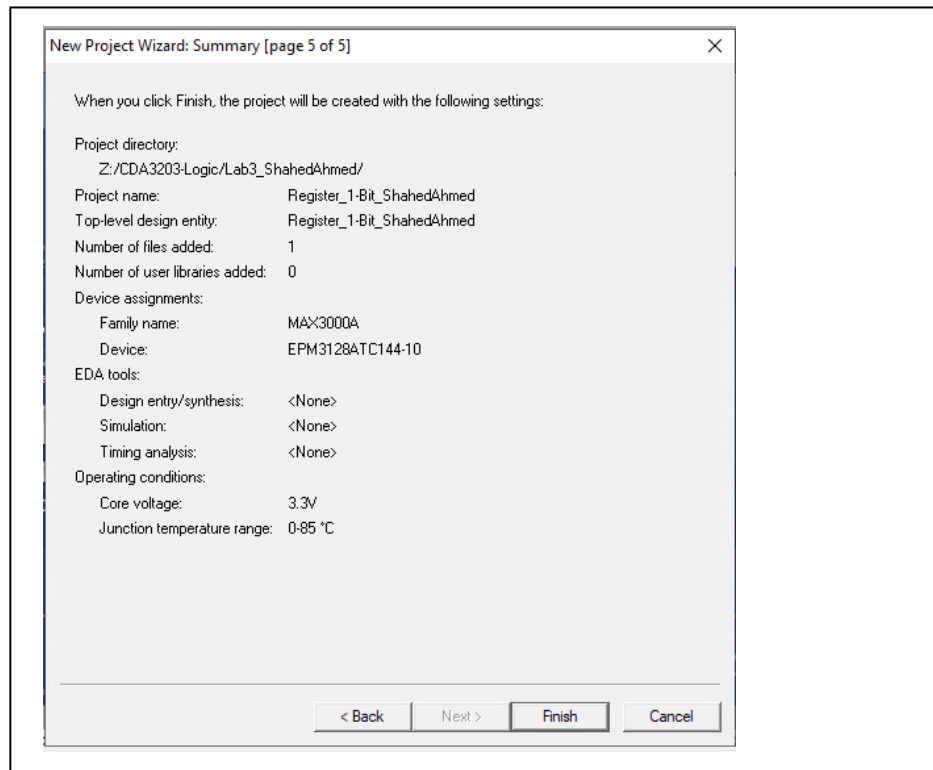 New Project Wizard: Summary [page 5 of 5]
When you click Finish, the project will be created with the following settings:
Project directory:
Z:/CDA3203-Logic/Lab3_ShahedAhmed/
Project name: Register_1-Bit_ShahedAhmed
Top-level design entity: Register_1-Bit_ShahedAhmed
Number of files added: 1
Number of user libraries added: 0
Device assignments:
Family name: MAX3000A
Device: EPM3128ATC144-10
EDA tools:
Design entry/synthesis: <None>
Simulation: <None>
Timing analysis: <None>
Operating conditions:
Core voltage: 3.3V
Junction temperature range: 0-85 °C
< Back Next > Finish Cancel